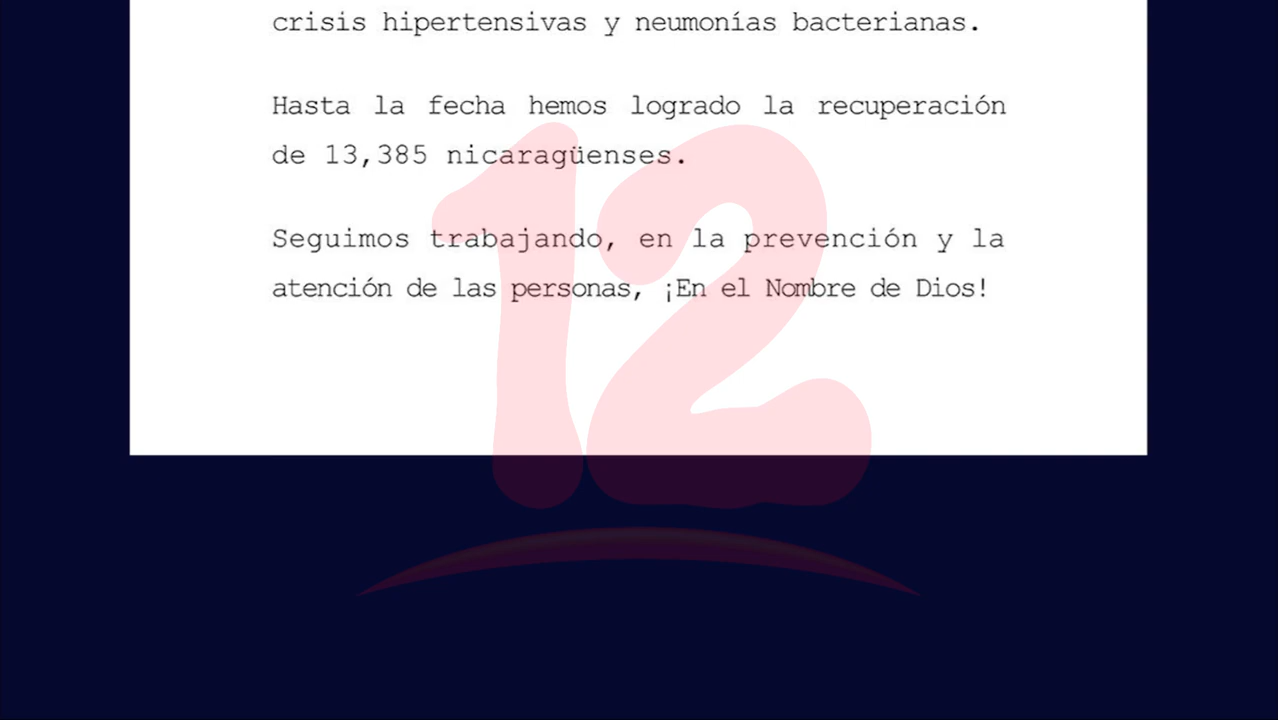 crisis hipertensivas y neumonías bacterianas.
Hasta la fecha hemos logrado la recuperación
de 13,385 nicaragüenses.
Seguimos trabajando, en la prevención y la
atención de las personas, ¡En el Nombre de Dios!
12